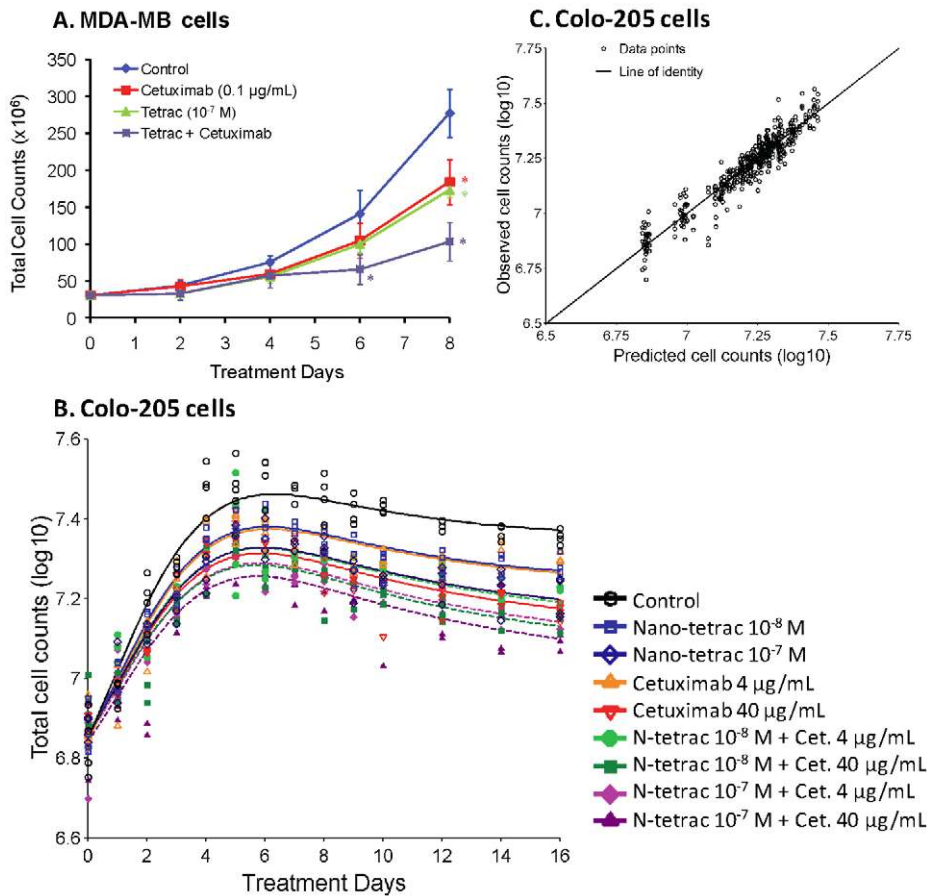 A. MDA-MB cells
350
300
250
200
150
100
50
0
Total Cell Counts (x10⁶)
Control
Cetuximab (0.1 µg/mL)
Tetrac (10⁻⁷ M)
Tetrac + Cetuximab
*
*
*
*
0 1 2 3 4 5 6 7 8
Treatment Days
C. Colo-205 cells
7.75
7.5
7.25
7
6.75
6.5
Observed cell counts (log10)
Data points
Line of identity
6.5 6.75 7 7.25 7.5 7.75
Predicted cell counts (log10)
B. Colo-205 cells
7.6
7.4
7.2
7
6.8
6.6
Total cell counts (log10)
0 2 4 6 8 10 12 14 16
Treatment Days
Control
Nano-tetrac 10⁻⁸ M
Nano-tetrac 10⁻⁷ M
Cetuximab 4 µg/mL
Cetuximab 40 µg/mL
N-tetrac 10⁻⁸ M + Cet. 4 µg/mL
N-tetrac 10⁻⁸ M + Cet. 40 µg/mL
N-tetrac 10⁻⁷ M + Cet. 4 µg/mL
N-tetrac 10⁻⁷ M + Cet. 40 µg/mL